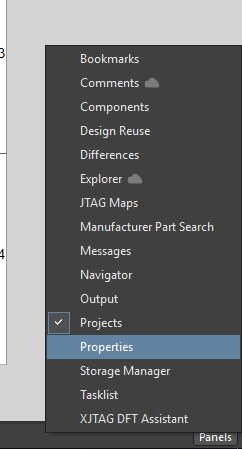 3
Bookmarks
Comments
Components
Design Reuse
Differences
Explorer
JTAG Maps
Manufacturer Part Search
4
Messages
Navigator
Output
Projects
Properties
Storage Manager
Tasklist
XJTAG DFT Assistant
Panels